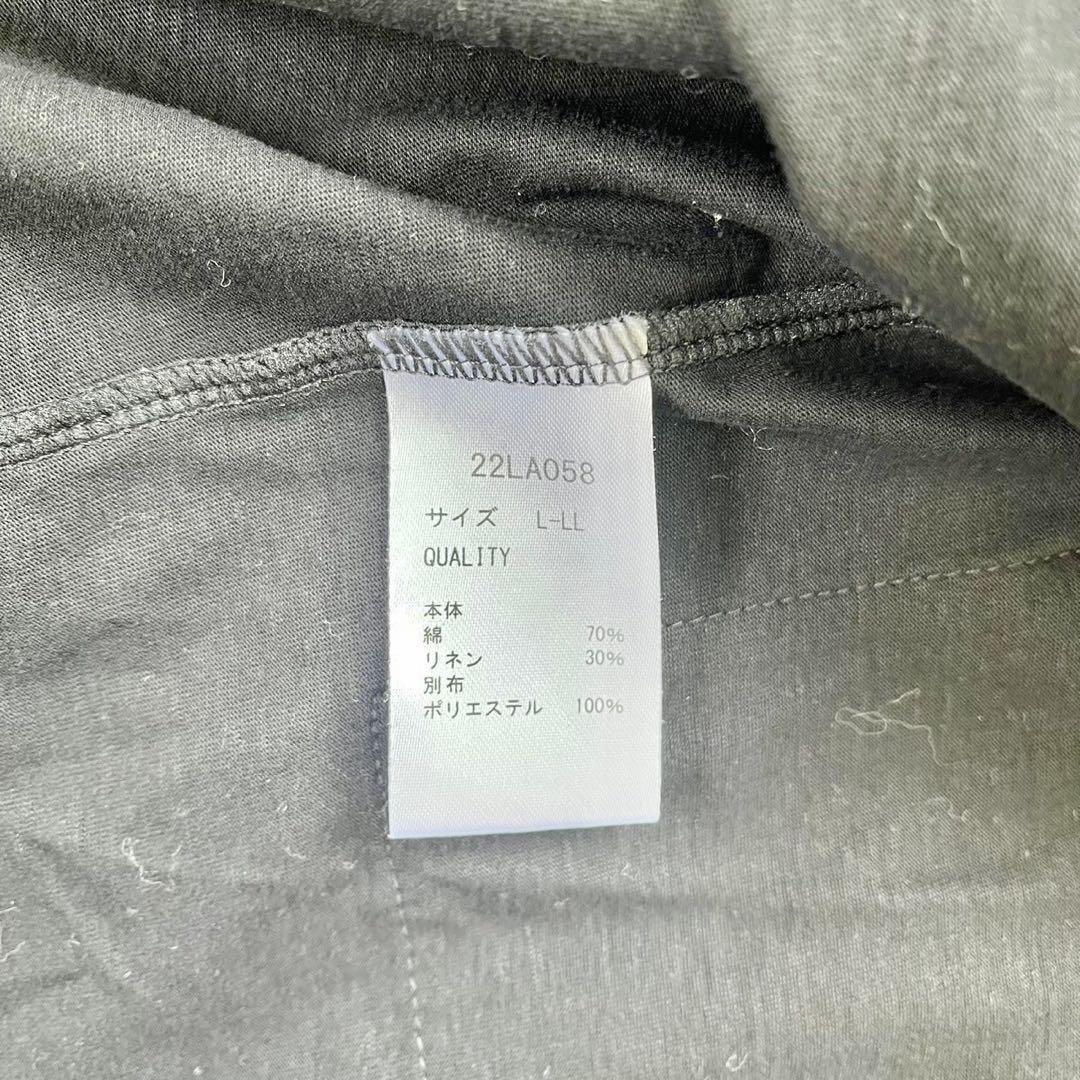 22LA058
サイズ L-LL
QUALITY
本体
綿 70%
リネン 30%
別布
ポリエステル 100%